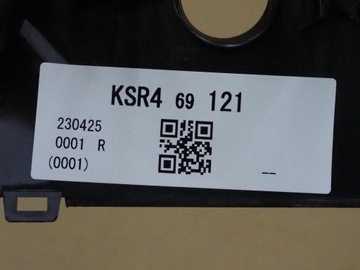 KSR4 69 121
230425
0001 R
(0001)
--